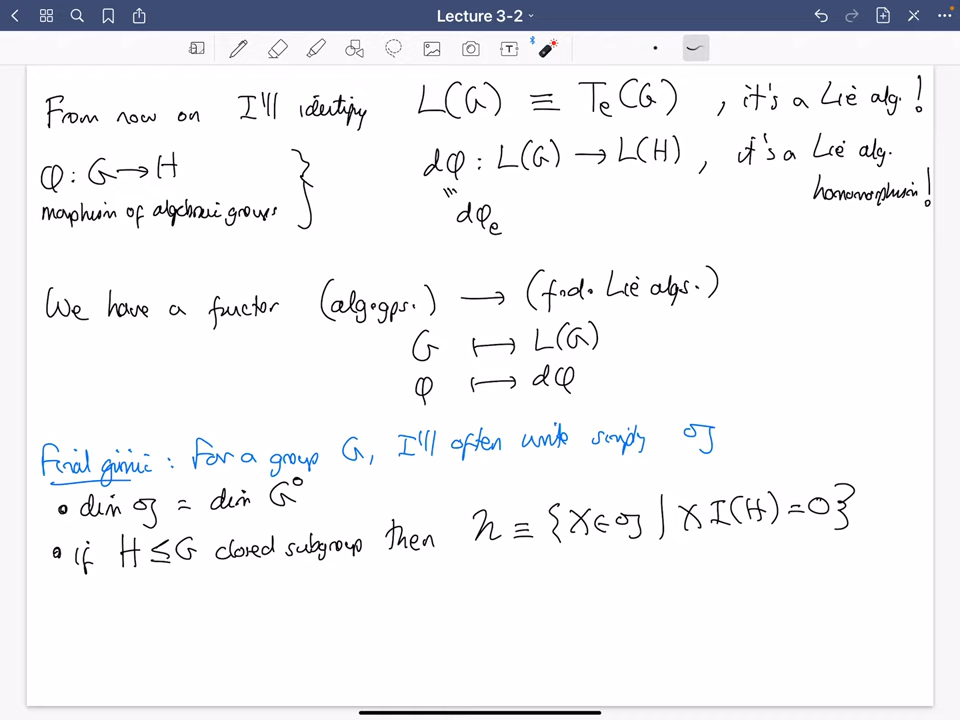 Lecture 3-2
From now on I'll identify L(G) ≡ Te(G) , it's a Lie alg.!
φ: G→H } dφ : L(G) → L(H) , it's a Lie alg. homomorphism!
morphism of algebraic groups dφe
We have a functor (alg. gps.) ⟶ (f.n.d. Lie algs.)
G ⟼ L(G)
φ ⟼ dφ
Final gimic : For a group G, I'll often write simply 𝔤
• dim 𝔤 = dim G°
• if H ≤ G closed subgroup then 𝔥 ≡ {X ∈ 𝔤 | X I(H) = 0}